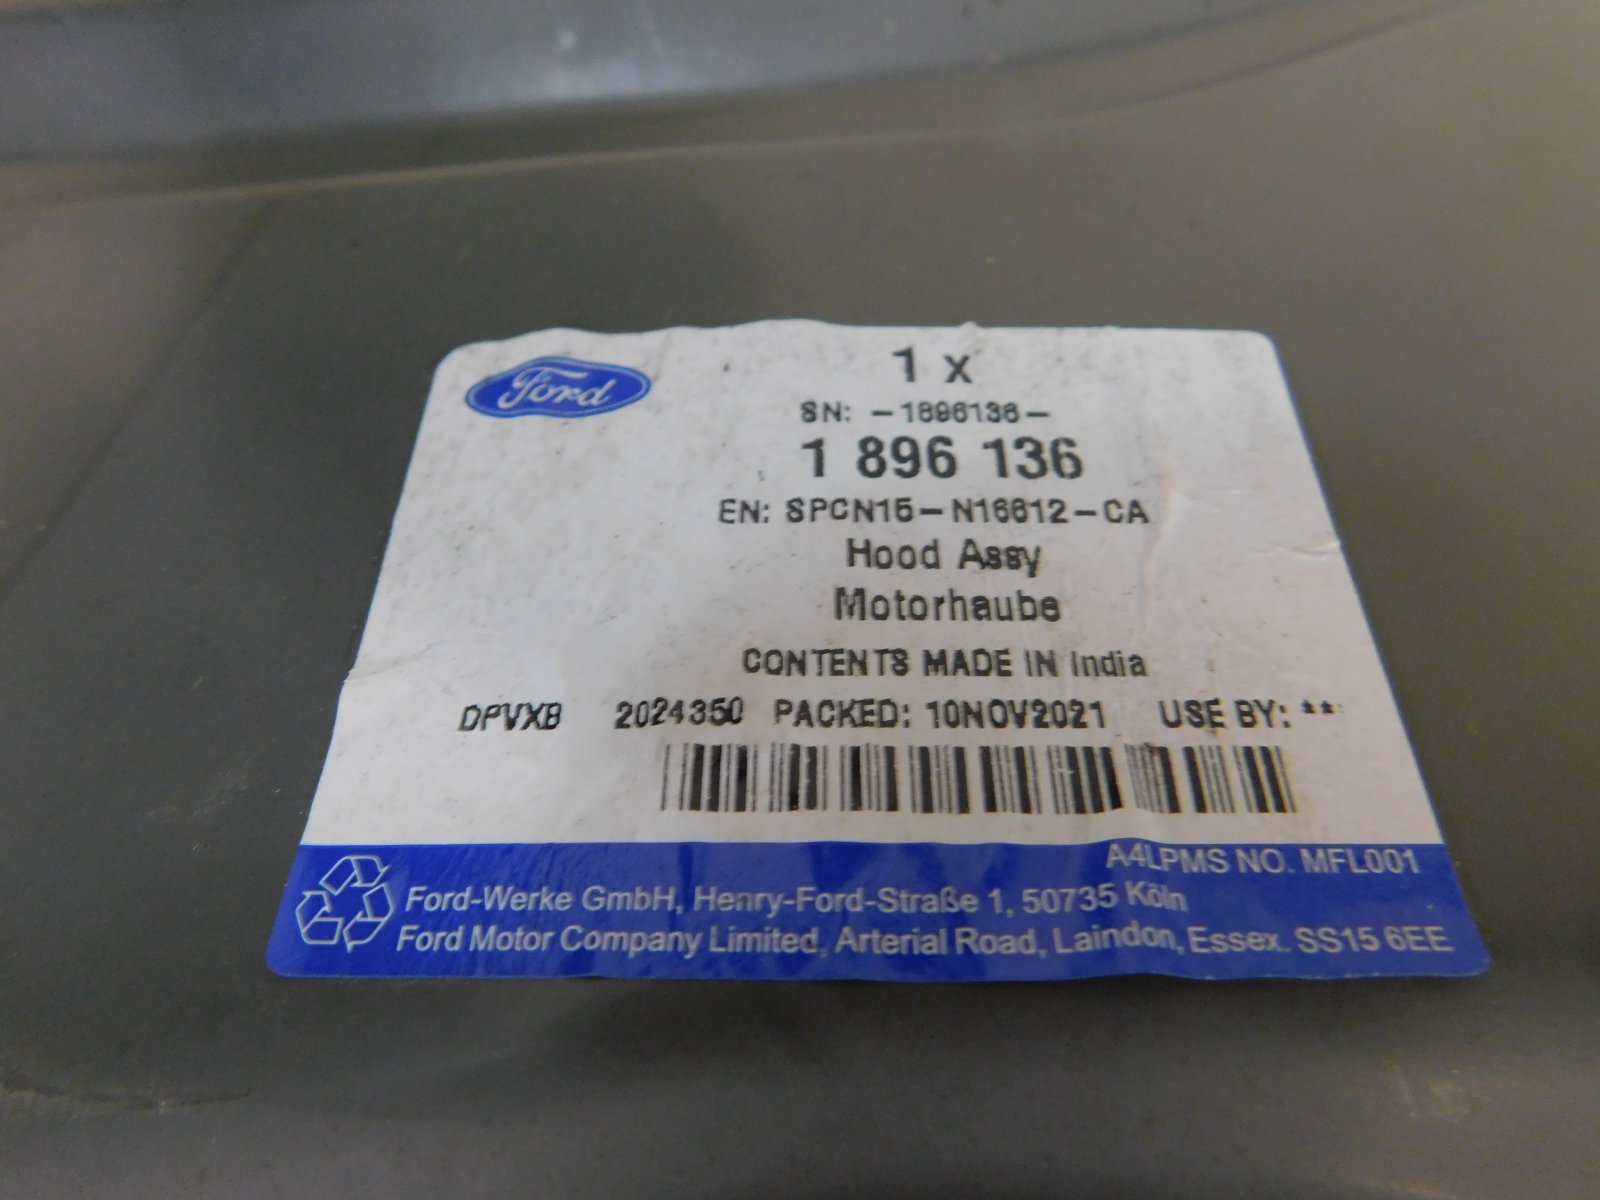 Ford
1 x
SN: -1896136-
1 896 136
EN: SPCN15-N16612-CA
Hood Assy
Motorhaube
CONTENTS MADE IN India
DPVXB 2024350 PACKED: 10NOV2021 USE BY: **
A4LPMS NO. MFL001
Ford-Werke GmbH, Henry-Ford-Straße 1, 50735 Köln
Ford Motor Company Limited, Arterial Road, Laindon, Essex. SS15 6EE